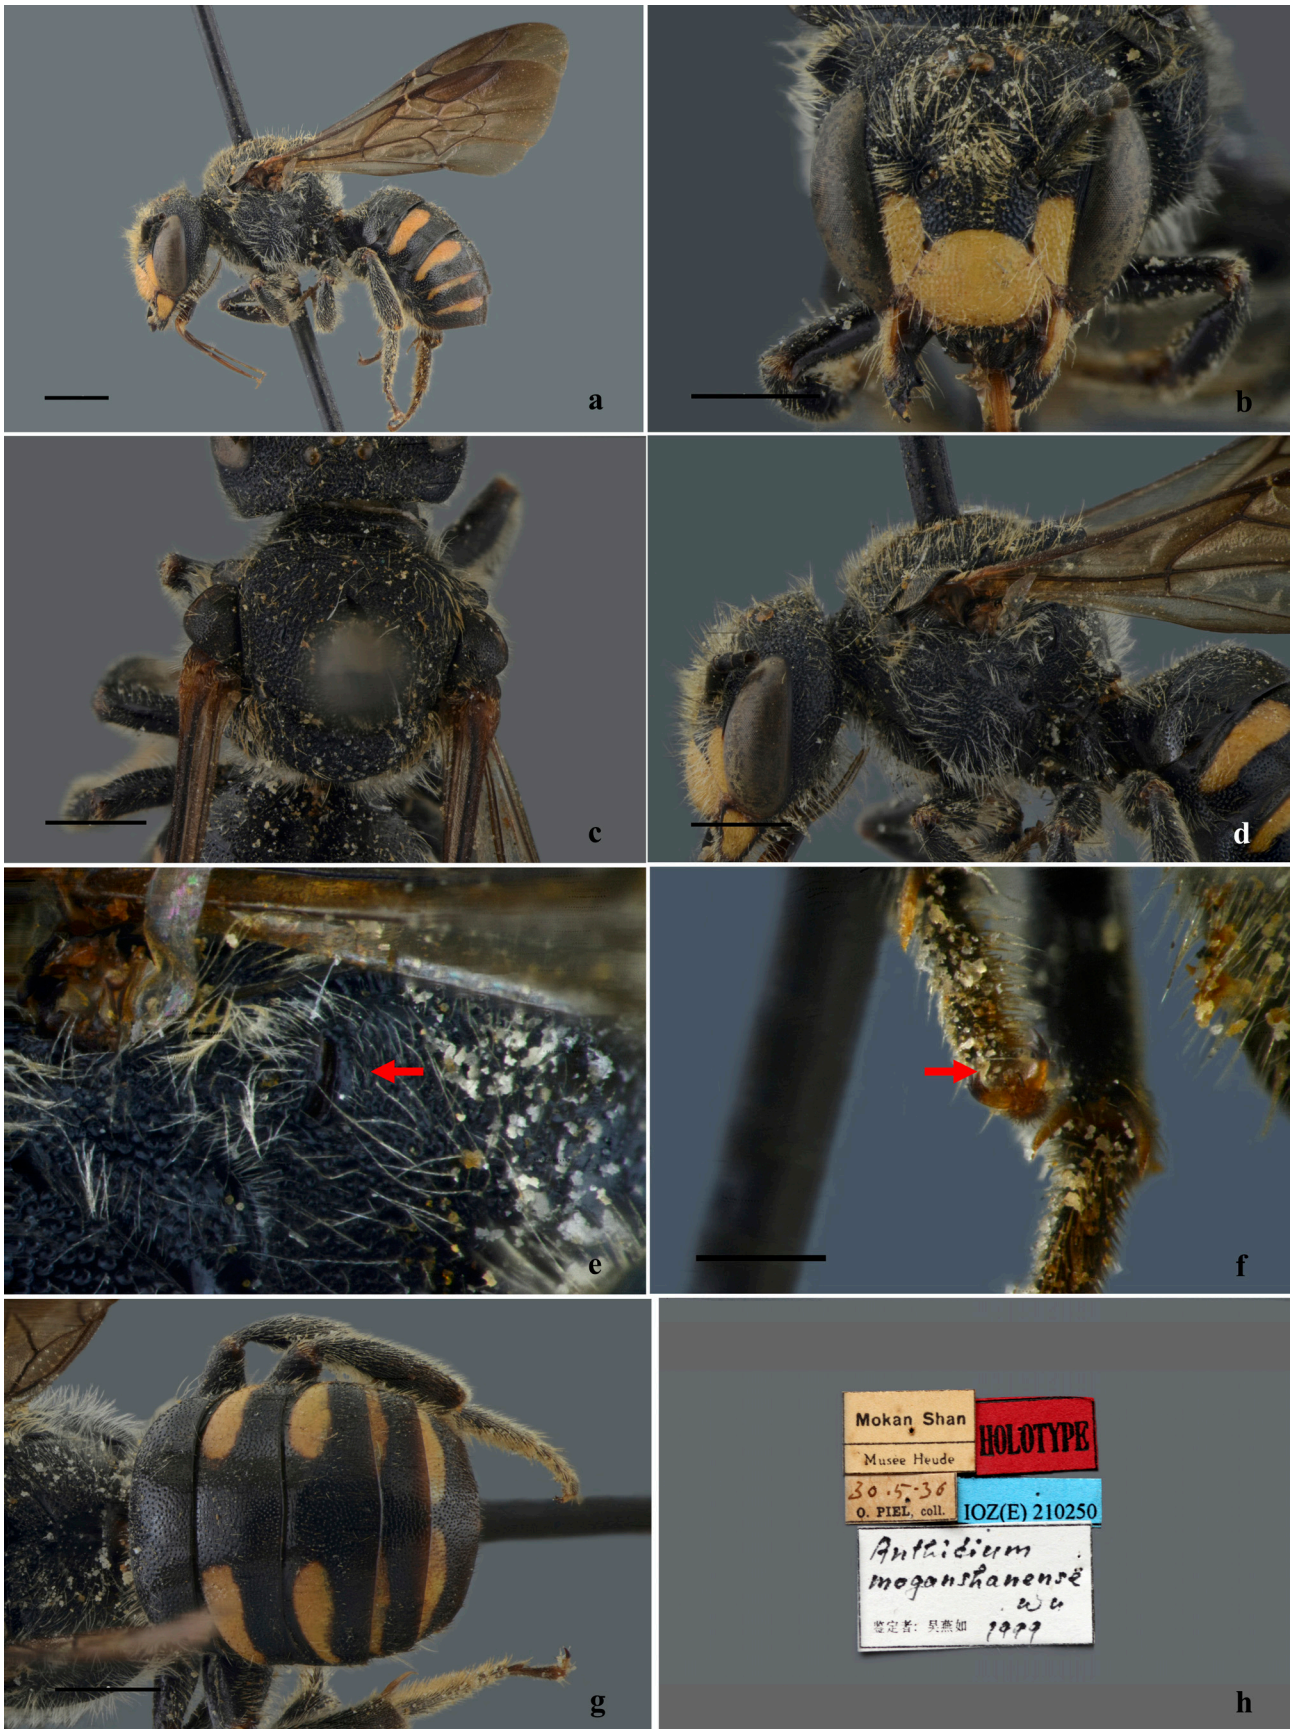 a
b
c
d
e
f
g
h
Mokan Shan
Musee Heude
HOLOTYPE
30.5-36
O. PIEL, coll.
IOZ(E) 210250
Anthidium
moganshanense
Wu
鉴定者: 吴燕如 1999